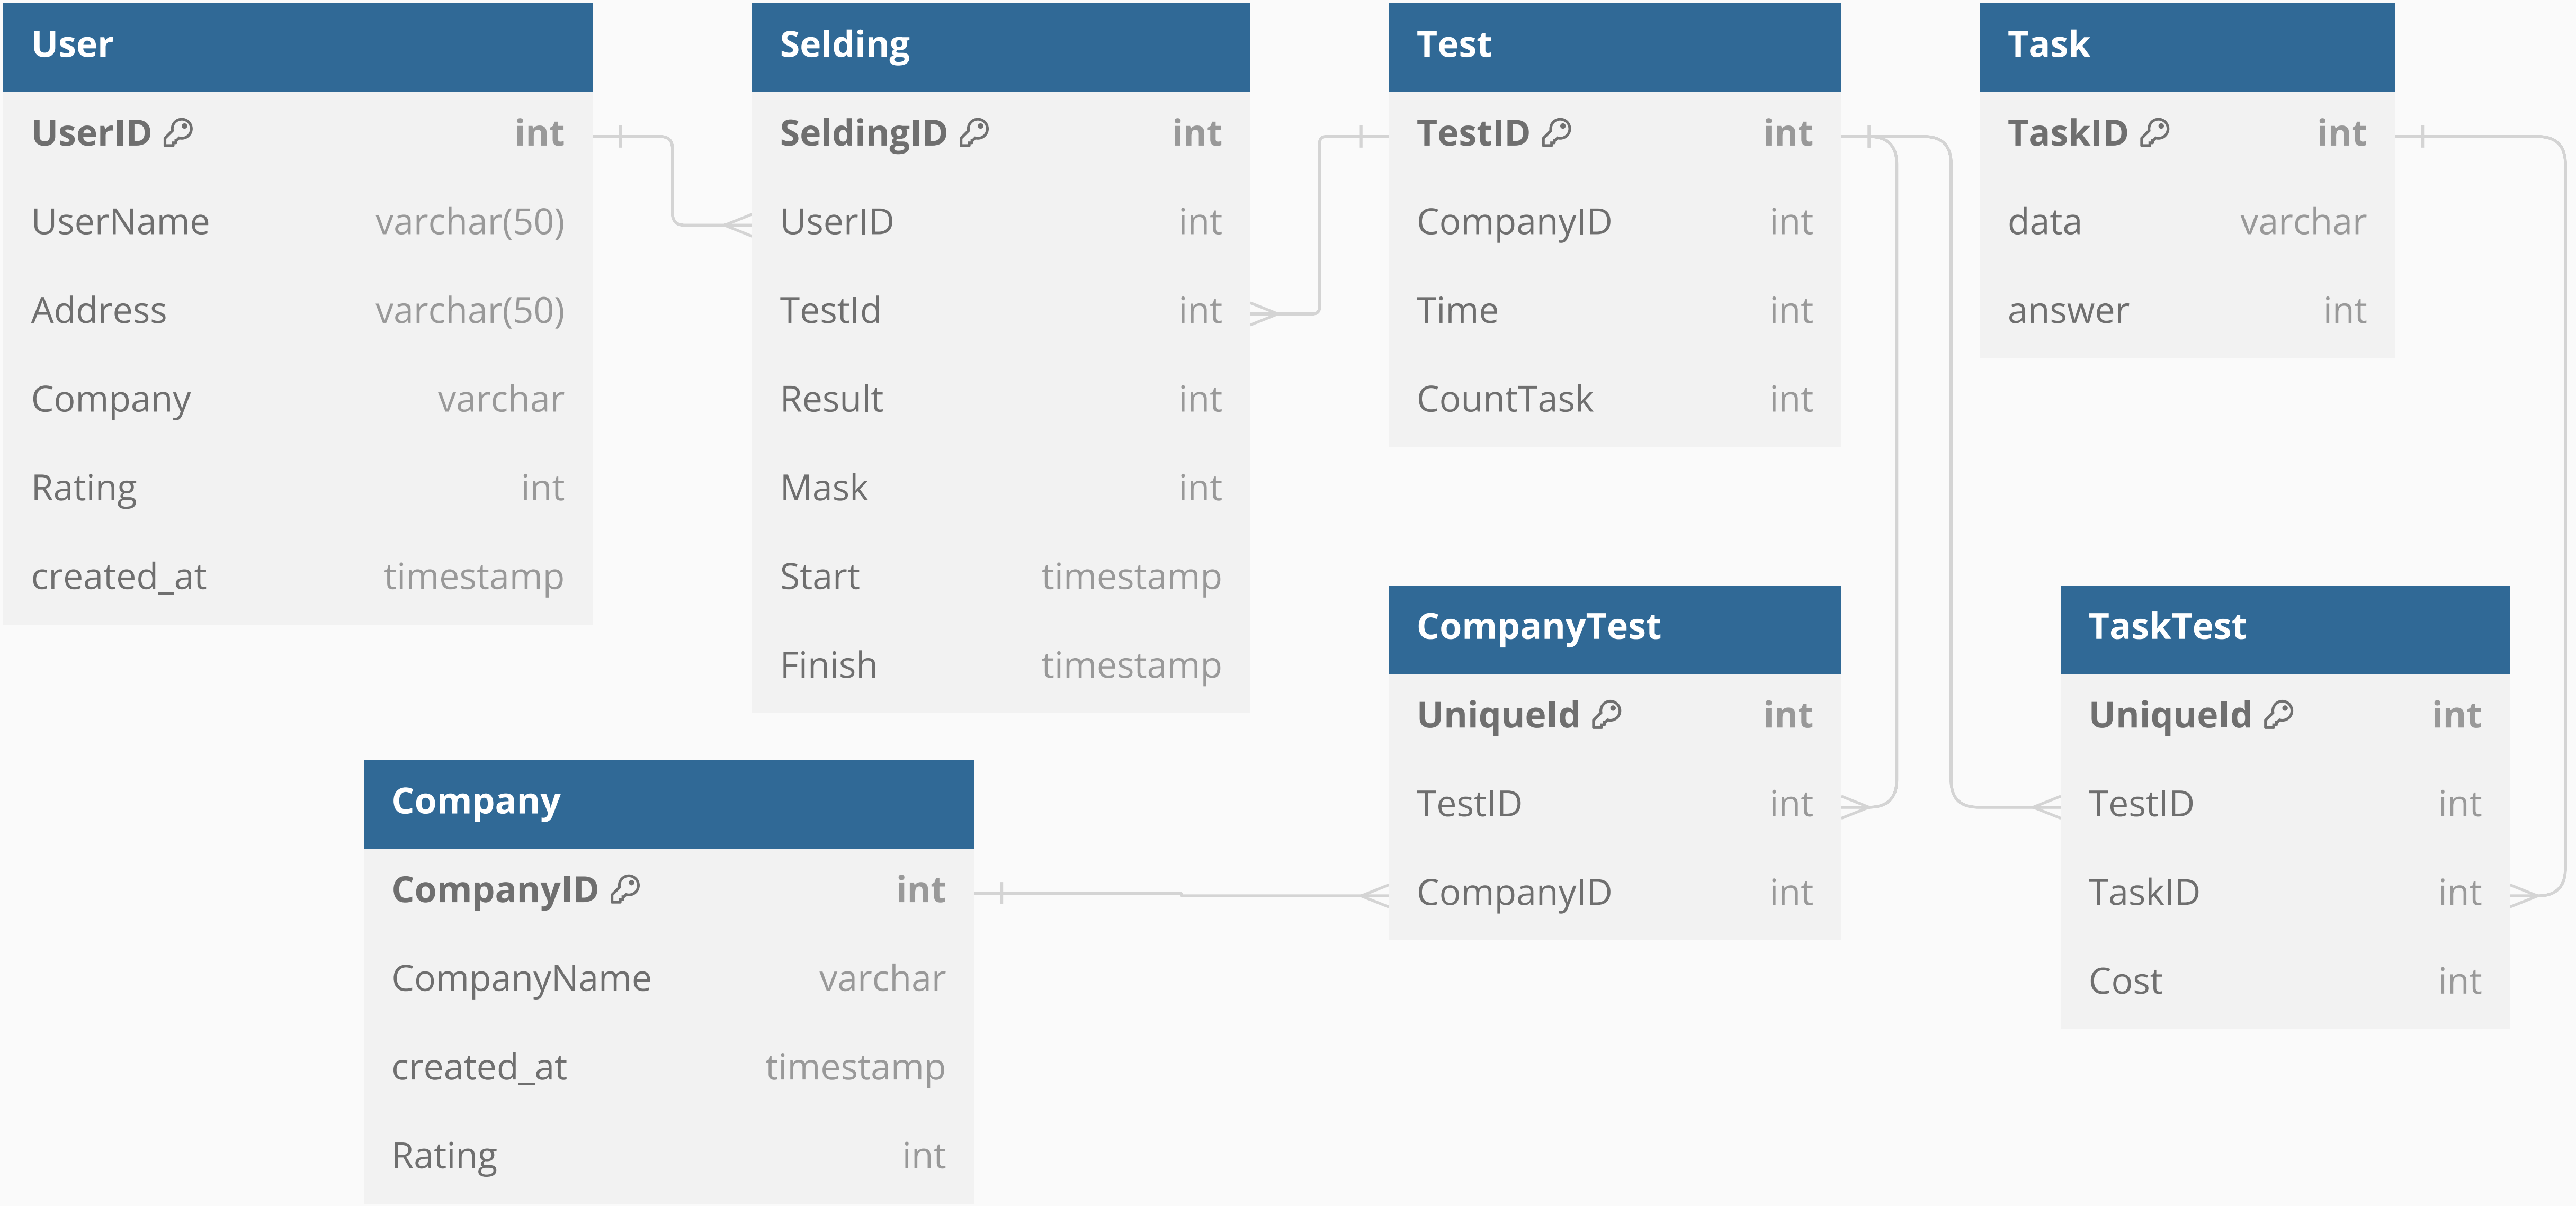 User
UserID int
UserName varchar(50)
Address varchar(50)
Company varchar
Rating int
created_at timestamp
Selding
SeldingID int
UserID int
TestId int
Result int
Mask int
Start timestamp
Finish timestamp
Test
TestID int
CompanyID int
Time int
CountTask int
Task
TaskID int
data varchar
answer int
Company
CompanyID int
CompanyName varchar
created_at timestamp
Rating int
CompanyTest
UniqueId int
TestID int
CompanyID int
TaskTest
UniqueId int
TestID int
TaskID int
Cost int